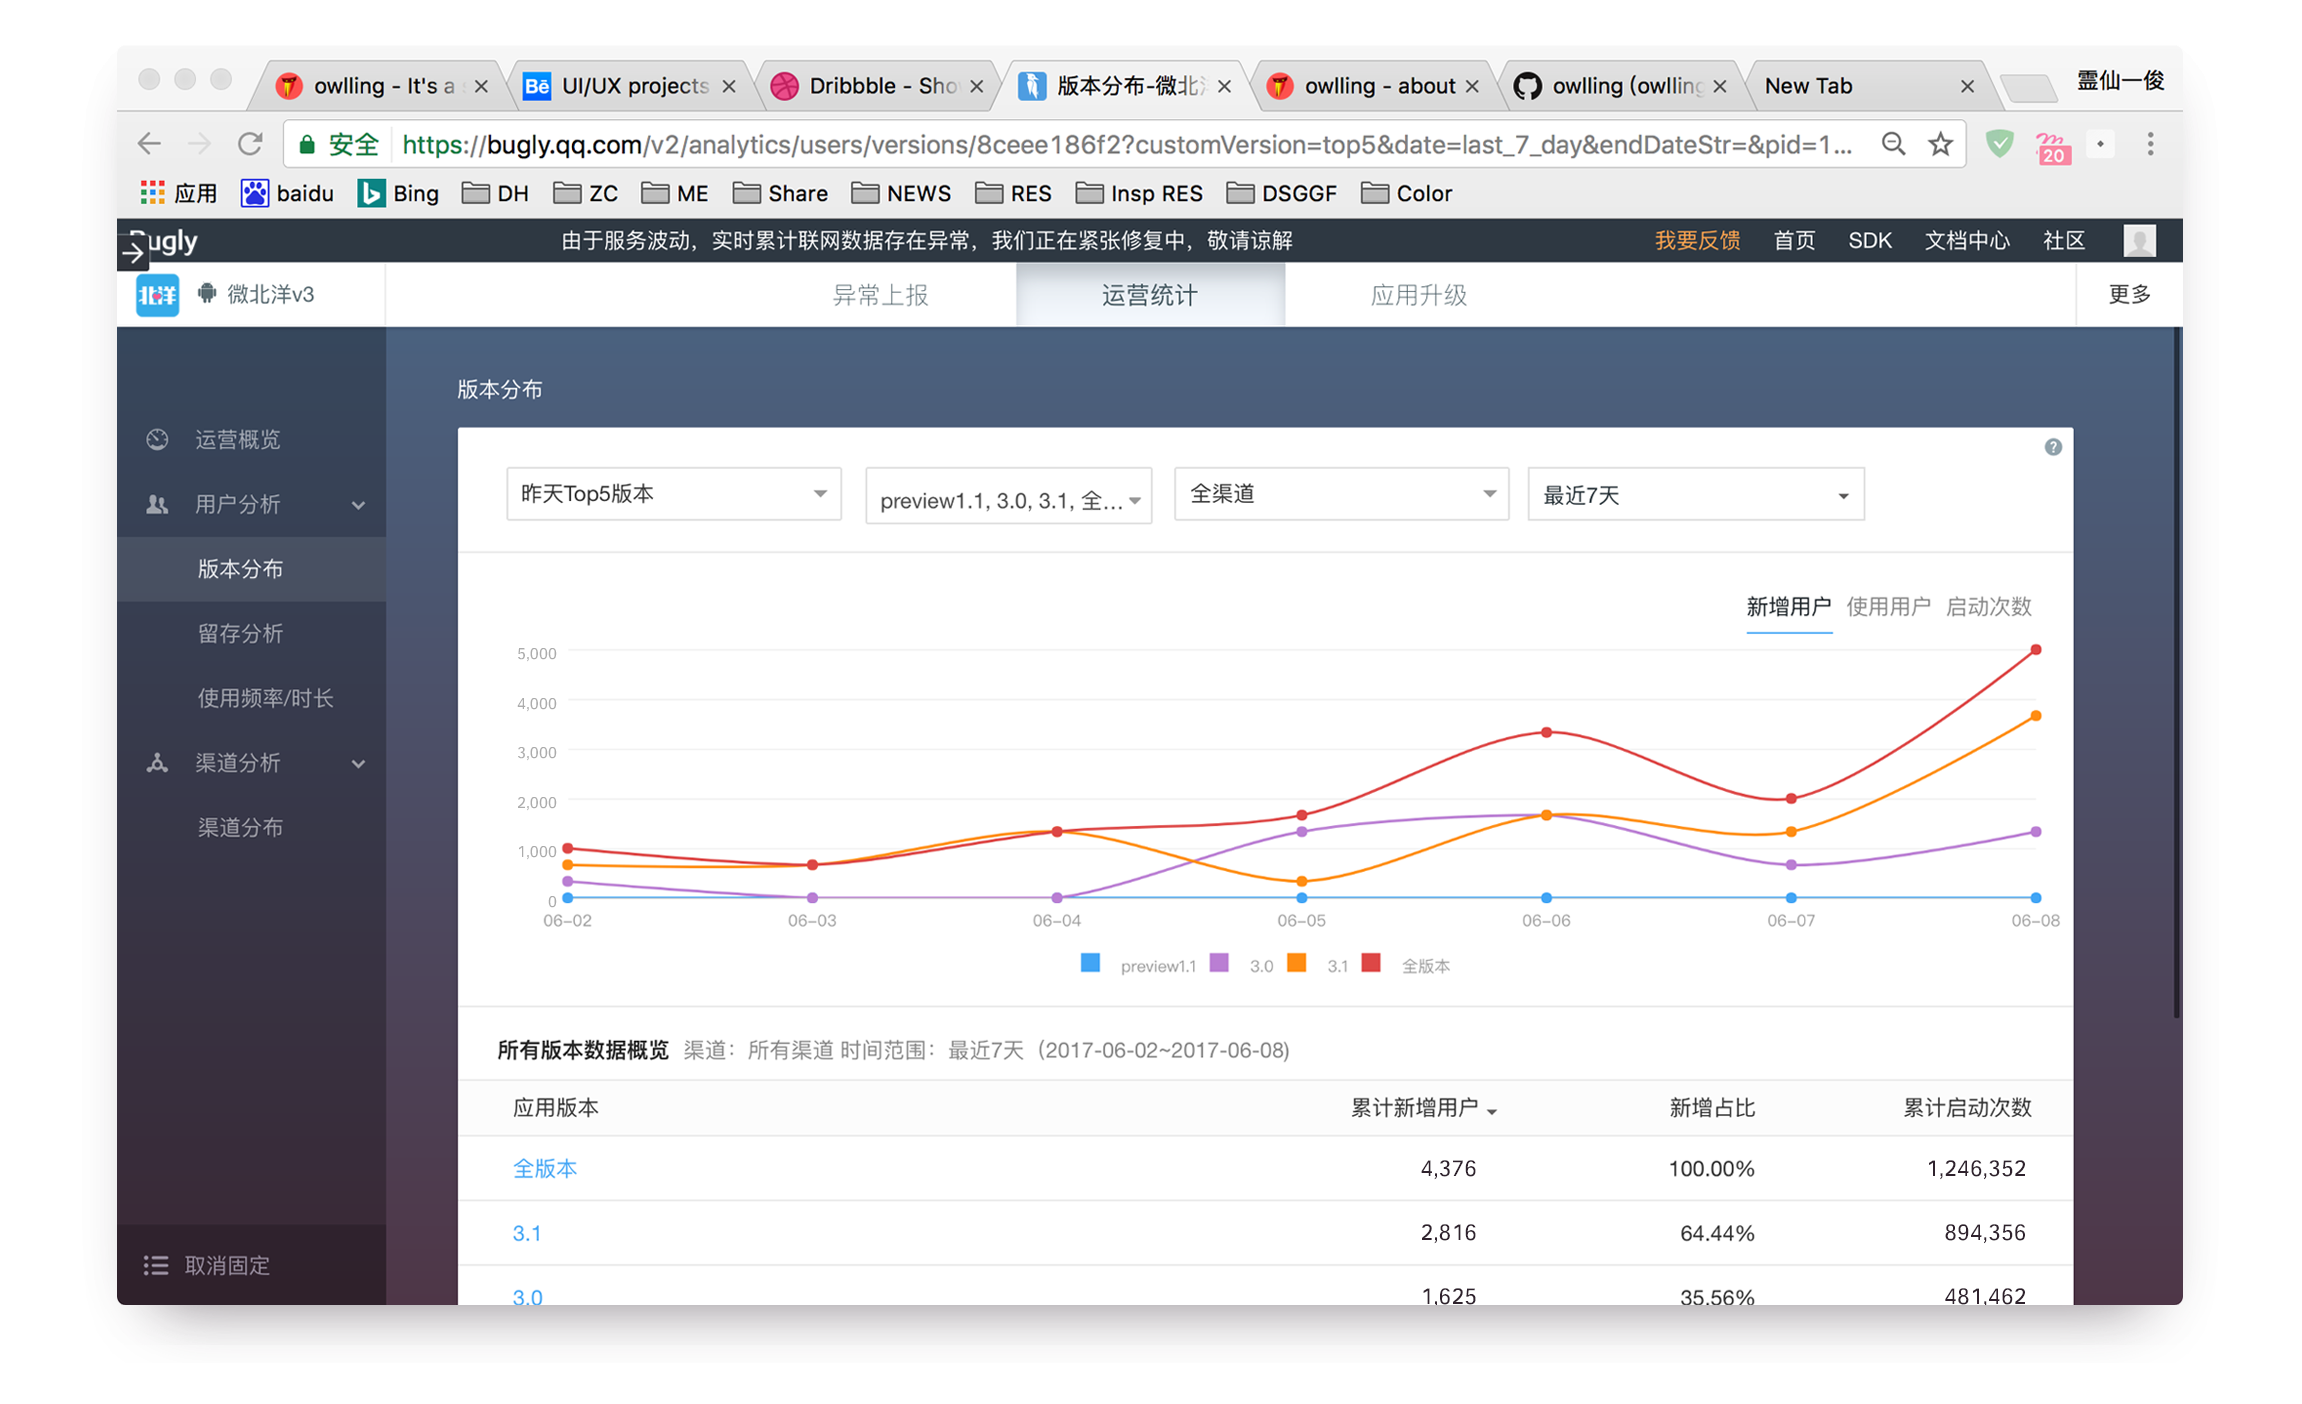 owlling - It's a
UI/UX projects
Dribbble - Sho
版本分布-微北洋
owlling - about
owlling (owlling
New Tab
霊仙一俊
安全 https://bugly.qq.com/v2/analytics/users/versions/8ceee186f2?customVersion=top5&date=last_7_day&endDateStr=&pid=1...
20
应用 Bē baidu Bing DH ZC ME Share NEWS RES Insp RES DSGGF Color
Bugly 由于服务波动，实时累计联网数据存在异常，我们正在紧张修复中，敬请谅解 我要反馈 首页 SDK 文档中心 社区
北洋 微北洋v3 异常上报 运营统计 应用升级 更多
版本分布
运营概览
用户分析
版本分布
留存分析
使用频率/时长
渠道分析
渠道分布
取消固定
昨天Top5版本 preview1.1, 3.0, 3.1, 全... 全渠道 最近7天
新增用户 使用用户 启动次数
5,000
4,000
3,000
2,000
1,000
0
06-02 06-03 06-04 06-05 06-06 06-07 06-08
preview1.1 3.0 3.1 全版本
所有版本数据概览 渠道：所有渠道 时间范围：最近7天（2017-06-02~2017-06-08)
应用版本 累计新增用户 新增占比 累计启动次数
全版本 4,376 100.00% 1,246,352
3.1 2,816 64.44% 894,356
3.0 1,625 35.56% 481,462